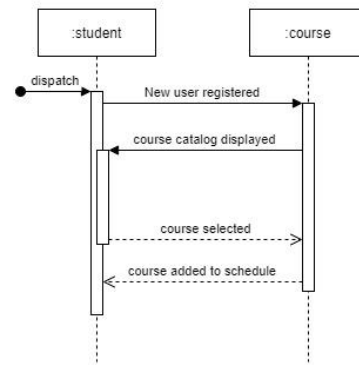 :student
:course
dispatch
New user registered
course catalog displayed
course selected
course added to schedule